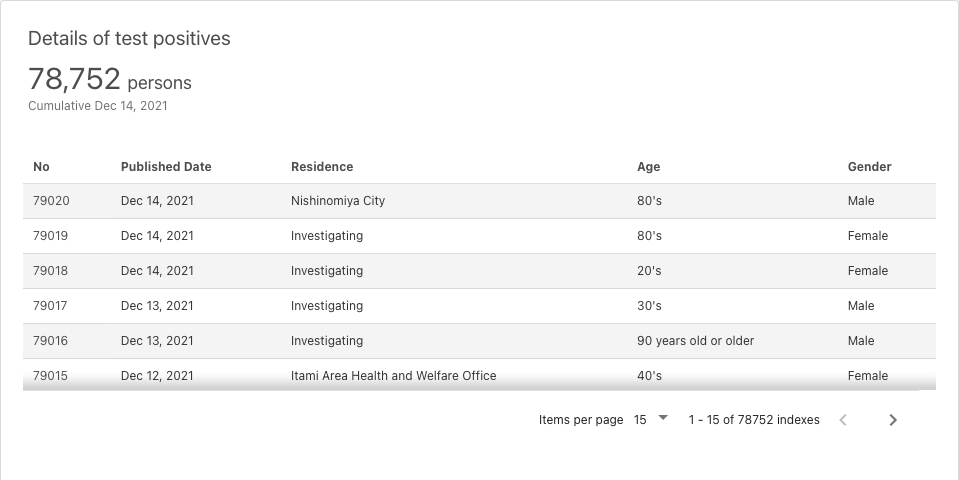 Details of test positives
78,752 persons
Cumulative Dec 14, 2021
No Published Date Residence Age Gender
79020 Dec 14, 2021 Nishinomiya City 80's Male
79019 Dec 14, 2021 Investigating 80's Female
79018 Dec 14, 2021 Investigating 20's Female
79017 Dec 13, 2021 Investigating 30's Male
79016 Dec 13, 2021 Investigating 90 years old or older Male
79015 Dec 12, 2021 Itami Area Health and Welfare Office 40's Female
Items per page 15 1 - 15 of 78752 indexes